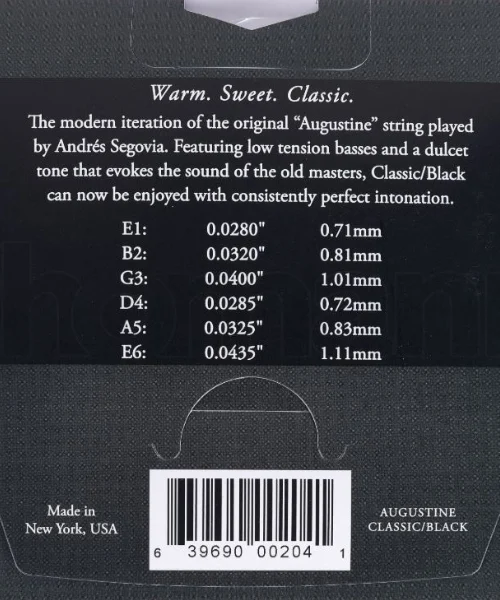 Warm. Sweet. Classic.
The modern iteration of the original “Augustine” string played
by Andrés Segovia. Featuring low tension basses and a dulcet
tone that evokes the sound of the old masters, Classic/Black
can now be enjoyed with consistently perfect intonation.
E1: 0.0280" 0.71mm
B2: 0.0320" 0.81mm
G3: 0.0400" 1.01mm
D4: 0.0285" 0.72mm
A5: 0.0325" 0.83mm
E6: 0.0435" 1.11mm
Made in
New York, USA
6 39690 00204 1
AUGUSTINE
CLASSIC/BLACK